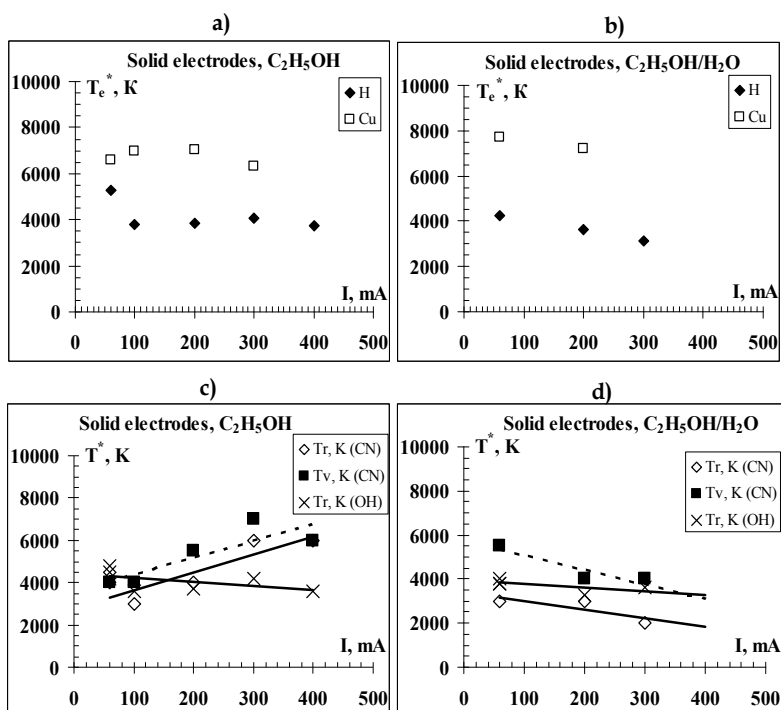 a)
Solid electrodes, C₂H₅OH
Tₑ*, K
H
Cu
10000
8000
6000
4000
2000
0
I, mA
0 100 200 300 400 500
b)
Solid electrodes, C₂H₅OH/H₂O
Tₑ*, K
H
Cu
10000
8000
6000
4000
2000
0
I, mA
0 100 200 300 400 500
c)
Solid electrodes, C₂H₅OH
T*, K
Tr, K (CN)
Tv, K (CN)
Tr, K (OH)
10000
8000
6000
4000
2000
0
I, mA
0 100 200 300 400 500
d)
Solid electrodes, C₂H₅OH/H₂O
T*, K
Tr, K (CN)
Tv, K (CN)
Tr, K (OH)
10000
8000
6000
4000
2000
0
I, mA
0 100 200 300 400 500